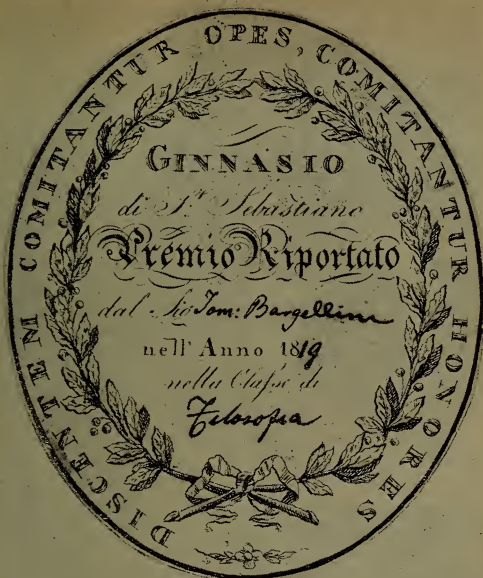 DISCENTEM COMITANTUR OPES, COMITANTUR HONORES
GINNASIO
di S.t Sebastiano
Premio Riportato
dal Sig Tom: Bargellini
nell'Anno 1819
nella Classe di
Filosofia